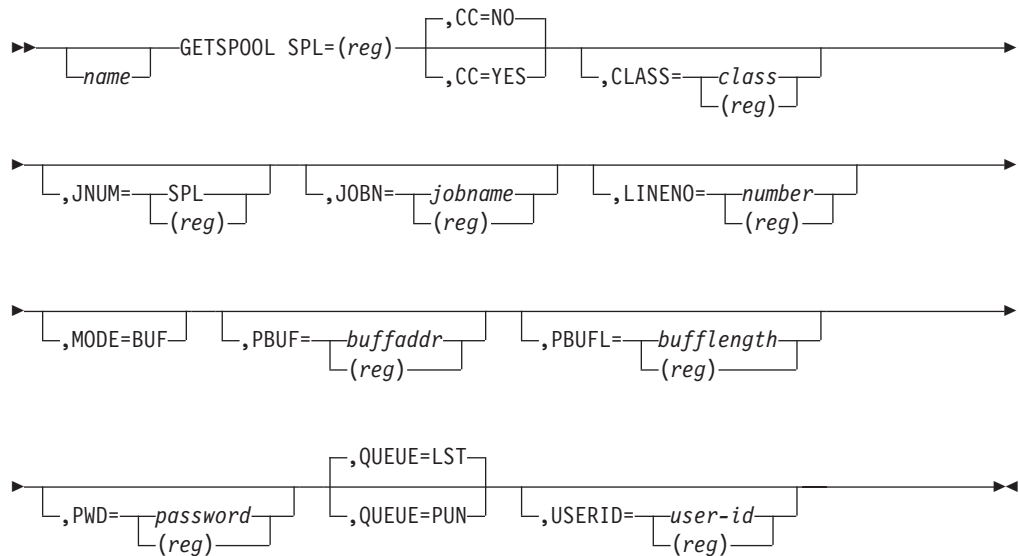 ,CC=NO
name GETSPOOL SPL=(reg) ,CC=YES ,CLASS= class
(reg)
,JNUM= SPL ,JOBN= jobname ,LINENO= number
(reg) (reg) (reg)
,MODE=BUF ,PBUF= buffaddr ,PBUFL= bufflength
(reg) (reg)
,QUEUE=LST
,PWD= password ,QUEUE=PUN ,USERID= user-id
(reg) (reg)